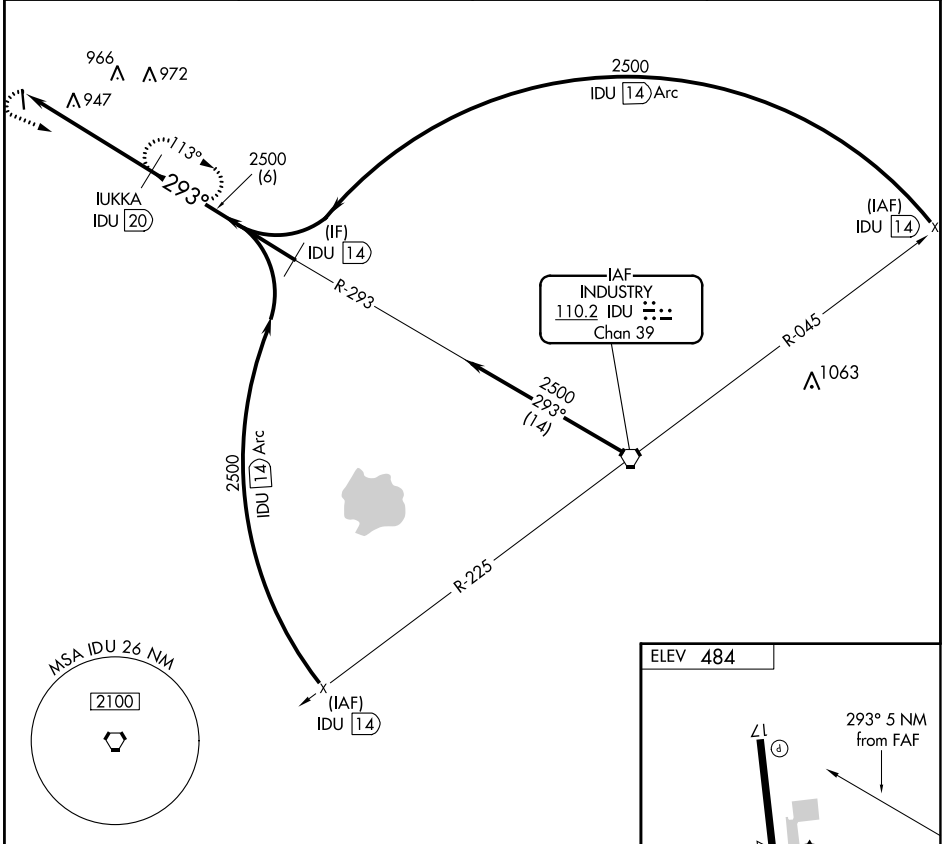 966
972
947
2500
IDU 14 Arc
113°
2500
(6)
293°
IUKKA
IDU 20
(IF)
IDU 14
(IAF)
IDU 14
R-293
IAF
INDUSTRY
110.2 IDU
Chan 39
R-045
1063
2500
293°
(14)
2500
IDU 14 Arc
R-225
MSA IDU 26 NM
2100
(IAF)
IDU 14
ELEV 484
17
P
293° 5 NM
from FAF